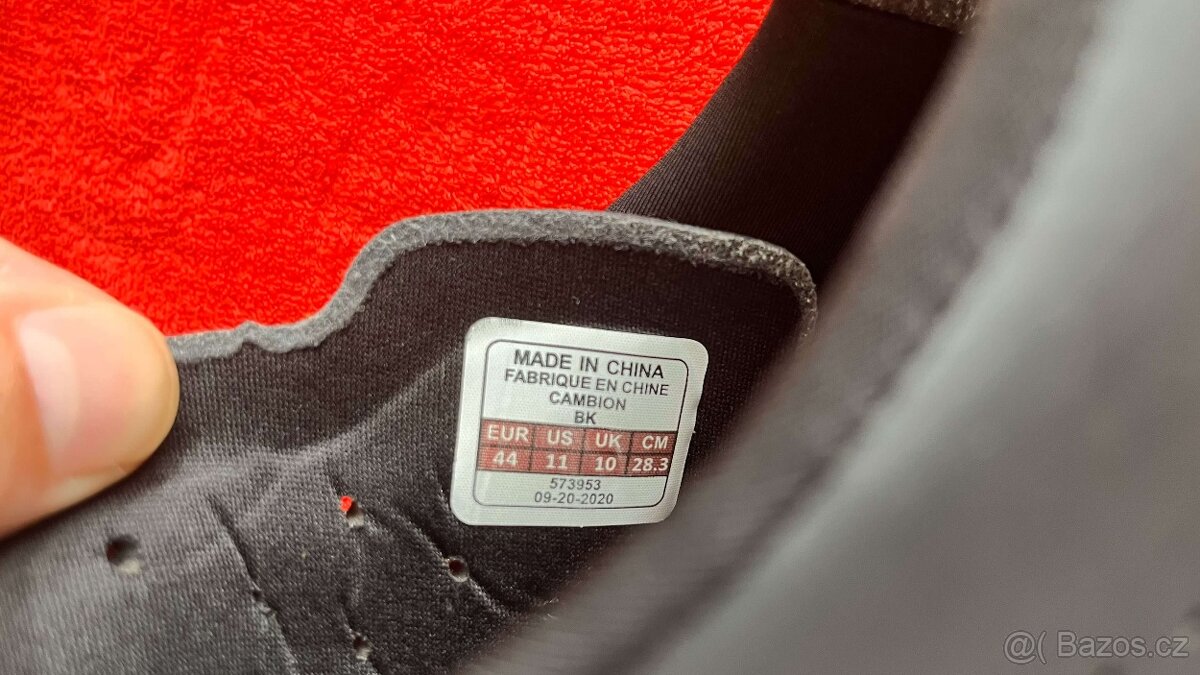 MADE IN CHINA
FABRIQUE EN CHINE
CAMBION
BK
EUR US UK CM
44 11 10 28.3
573953
09-20-2020
@( Bazos.cz